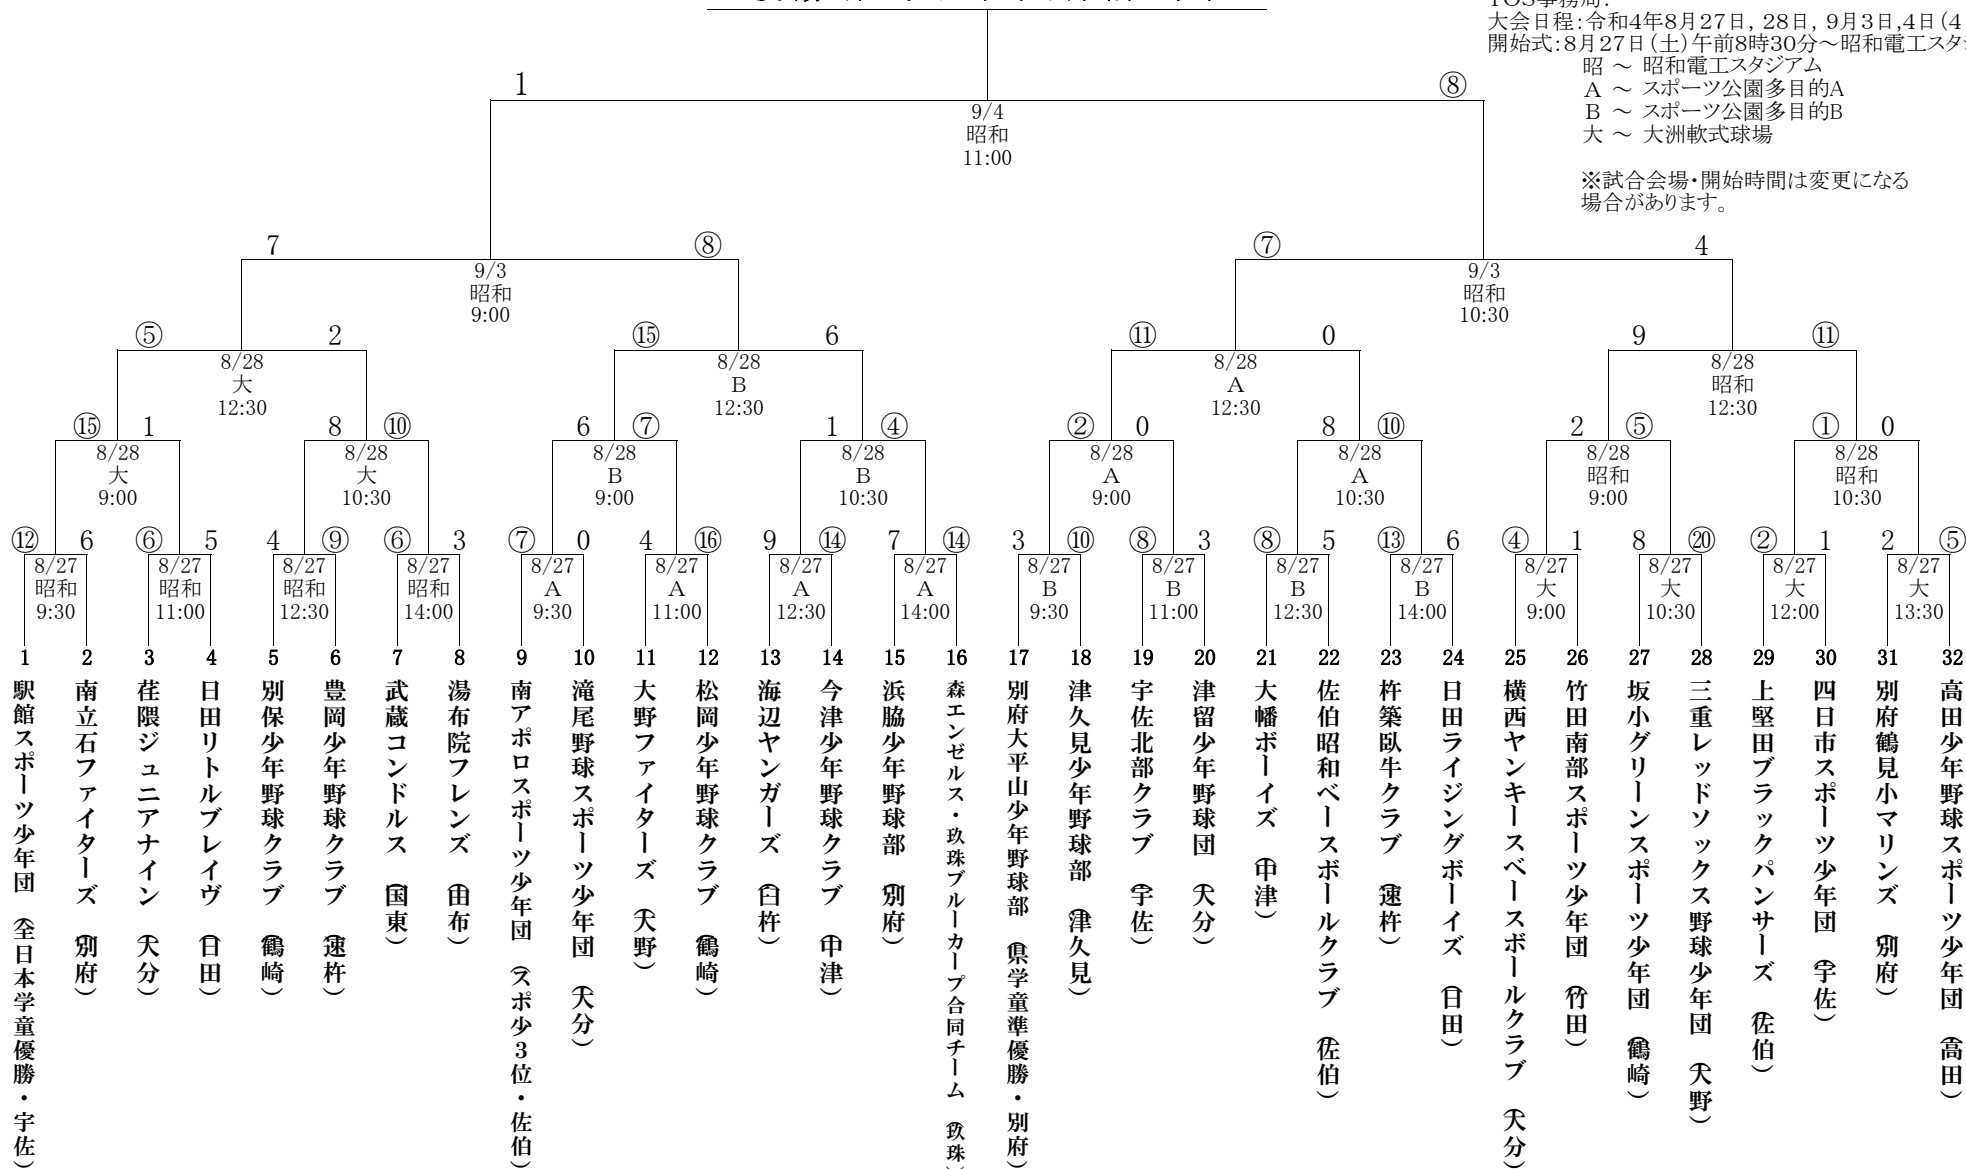 TOS事務局:
大会日程:令和4年8月27日, 28日, 9月3日,4日(4
開始式:8月27日(土)午前8時30分~昭和電工スタ
昭 ~ 昭和電工スタジアム
A ~ スポーツ公園多目的A
B ~ スポーツ公園多目的B
大 ~ 大洲軟式球場
※試合会場・開始時間は変更になる
場合があります。
1 ⑧
9/4
昭和
11:00
7 ⑧ ⑦ 4
9/3 9/3
昭和 昭和
9:00 10:30
⑤ 2 ⑮ 6 ⑪ 0 9 ⑪
8/28 8/28 8/28 8/28
大 B A 昭和
12:30 12:30 12:30 12:30
⑮ 1 8 ⑩ 6 ⑦ 1 ④ ② 0 8 ⑩ 2 ⑤ ① 0
8/28 8/28 8/28 8/28 8/28 8/28 8/28 8/28
大 大 B B A A 昭和 昭和
9:00 10:30 9:00 10:30 9:00 10:30 9:00 10:30
⑫ 6 ⑥ 5 4 ⑨ ⑥ 3 ⑦ 0 4 ⑯ 9 ⑭ 7 ⑭ 3 ⑩ ⑧ 3 ⑧ 5 ⑬ 6 ④ 1 8 ⑳ ② 1 2 ⑤
8/27 8/27 8/27 8/27 8/27 8/27 8/27 8/27 8/27 8/27 8/27 8/27 8/27 8/27 8/27 8/27
昭和 昭和 昭和 昭和 A A A A B B B B 大 大 大 大
9:30 11:00 12:30 14:00 9:30 11:00 12:30 14:00 9:30 11:00 12:30 14:00 9:00 10:30 12:00 13:30
1 2 3 4 5 6 7 8 9 10 11 12 13 14 15 16 17 18 19 20 21 22 23 24 25 26 27 28 29 30 31 32
駅館スポーツ少年団 (全日本学童優勝・宇佐)
南立石ファイターズ (別府)
荏隈ジュニアナイン (大分)
日田リトルブレイヴ (日田)
別保少年野球クラブ (鶴崎)
豊岡少年野球クラブ (速杵)
武蔵コンドルス (国東)
湯布院フレンズ (由布)
南アポロスポーツ少年団 (スポ少3位・佐伯)
滝尾野球スポーツ少年団 (大分)
大野ファイターズ (大野)
松岡少年野球クラブ (鶴崎)
海辺ヤンガーズ (臼杵)
今津少年野球クラブ (中津)
浜脇少年野球部 (別府)
森エンゼルス・玖珠ブルーカープ合同チーム (玖珠)
別府大平山少年野球部 (県学童準優勝・別府)
津久見少年野球部 (津久見)
宇佐北部クラブ (宇佐)
津留少年野球団 (大分)
大幡ボーイズ (中津)
佐伯昭和ベースボールクラブ (佐伯)
杵築臥牛クラブ (速杵)
日田ライジングボーイズ (日田)
横西ヤンキースベースボールクラブ (大分)
竹田南部スポーツ少年団 (竹田)
坂小グリーンスポーツ少年団 (鶴崎)
三重レッドソックス野球少年団 (大野)
上堅田ブラックパンサーズ (佐伯)
四日市スポーツ少年団 (宇佐)
別府鶴見小マリンズ (別府)
高田少年野球スポーツ少年団 (高田)